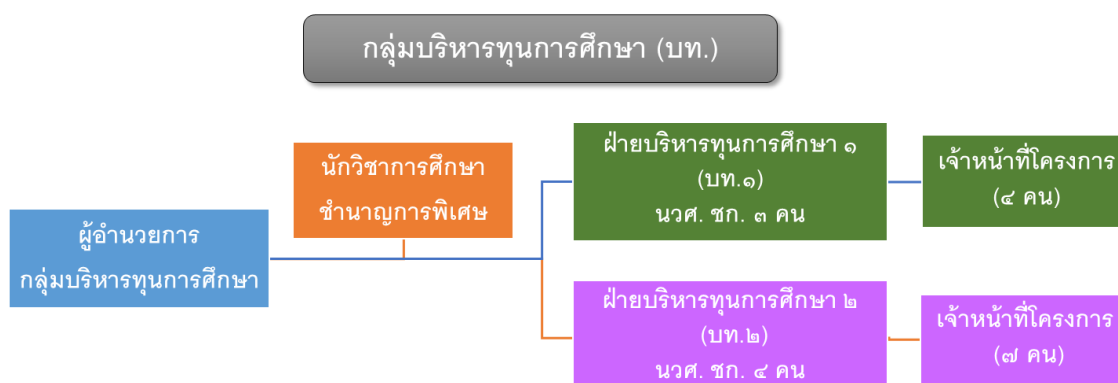 กลุ่มบริหารทุนการศึกษา (บท.)
ผู้อำนวยการ
กลุ่มบริหารทุนการศึกษา
นักวิชาการศึกษา
ชำนาญการพิเศษ
ฝ่ายบริหารทุนการศึกษา ๑
(บท.๑)
นวศ. ชก. ๓ คน
เจ้าหน้าที่โครงการ
(๔ คน)
ฝ่ายบริหารทุนการศึกษา ๒
(บท.๒)
นวศ. ชก. ๔ คน
เจ้าหน้าที่โครงการ
(๗ คน)